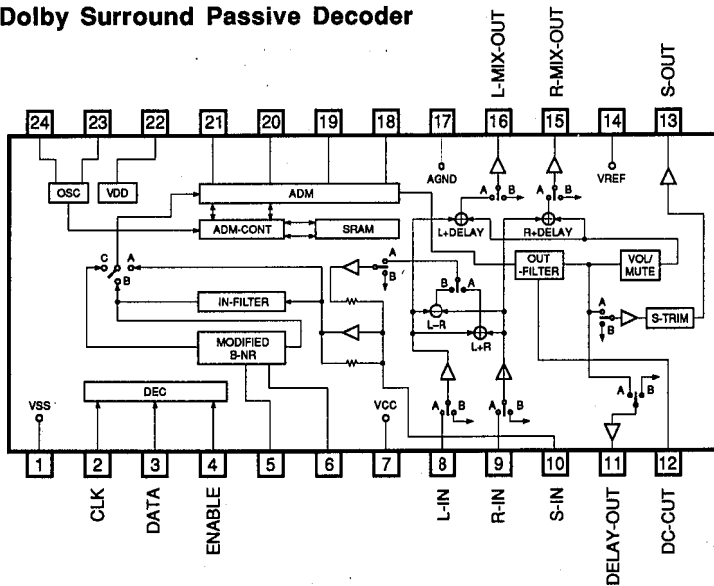 Dolby Surround Passive Decoder
L-MIX-OUT
R-MIX-OUT
S-OUT
24 23 22 21 20 19 18 17 16 15 14 13
OSC
VDD
ADM
AGND
VREF
A B
A B
ADM-CONT
SRAM
L+DELAY
R+DELAY
C A
B
A
B
OUT
-FILTER
VOL/
MUTE
B A
IN-FILTER
L-R
L+R
A
B
S-TRIM
MODIFIED
B-NR
DEC
A B
VSS
VCC
A B
A B
1 2 3 4 5 6 7 8 9 10 11 12
CLK
DATA
ENABLE
L-IN
R-IN
S-IN
DELAY-OUT
DC-CUT